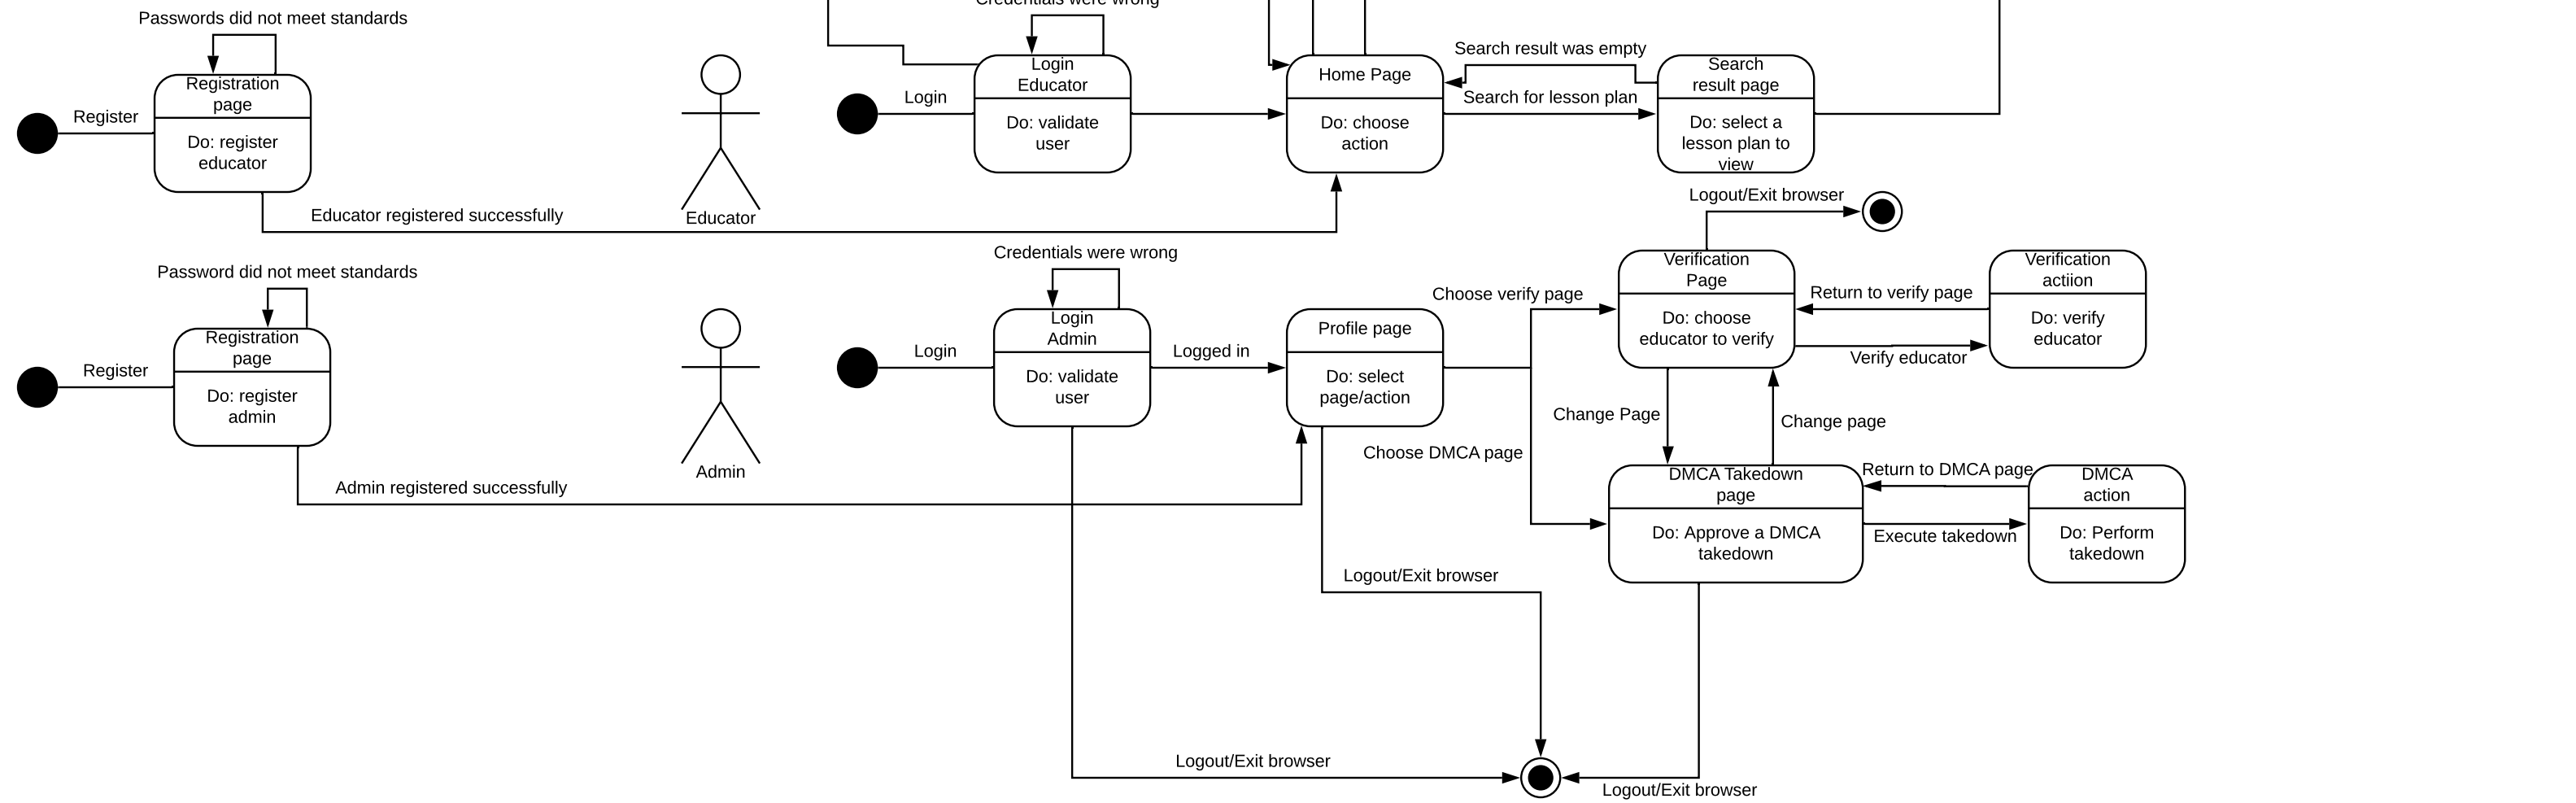 Passwords did not meet standards
Registration
page
Register
Do: register
educator
Educator registered successfully
Educator
Credentials were wrong
Login
Login
Educator
Do: validate
user
Home Page
Do: choose
action
Search result was empty
Search for lesson plan
Search
result page
Do: select a
lesson plan to
view
Logout/Exit browser
Password did not meet standards
Registration
page
Register
Do: register
admin
Admin registered successfully
Admin
Credentials were wrong
Login
Login
Admin
Do: validate
user
Logged in
Profile page
Do: select
page/action
Choose verify page
Choose DMCA page
Verification
Page
Do: choose
educator to verify
Return to verify page
Verify educator
Verification
actiion
Do: verify
educator
Change Page
Change page
DMCA Takedown
page
Do: Approve a DMCA
takedown
Return to DMCA page
Execute takedown
DMCA
action
Do: Perform
takedown
Logout/Exit browser
Logout/Exit browser
Logout/Exit browser